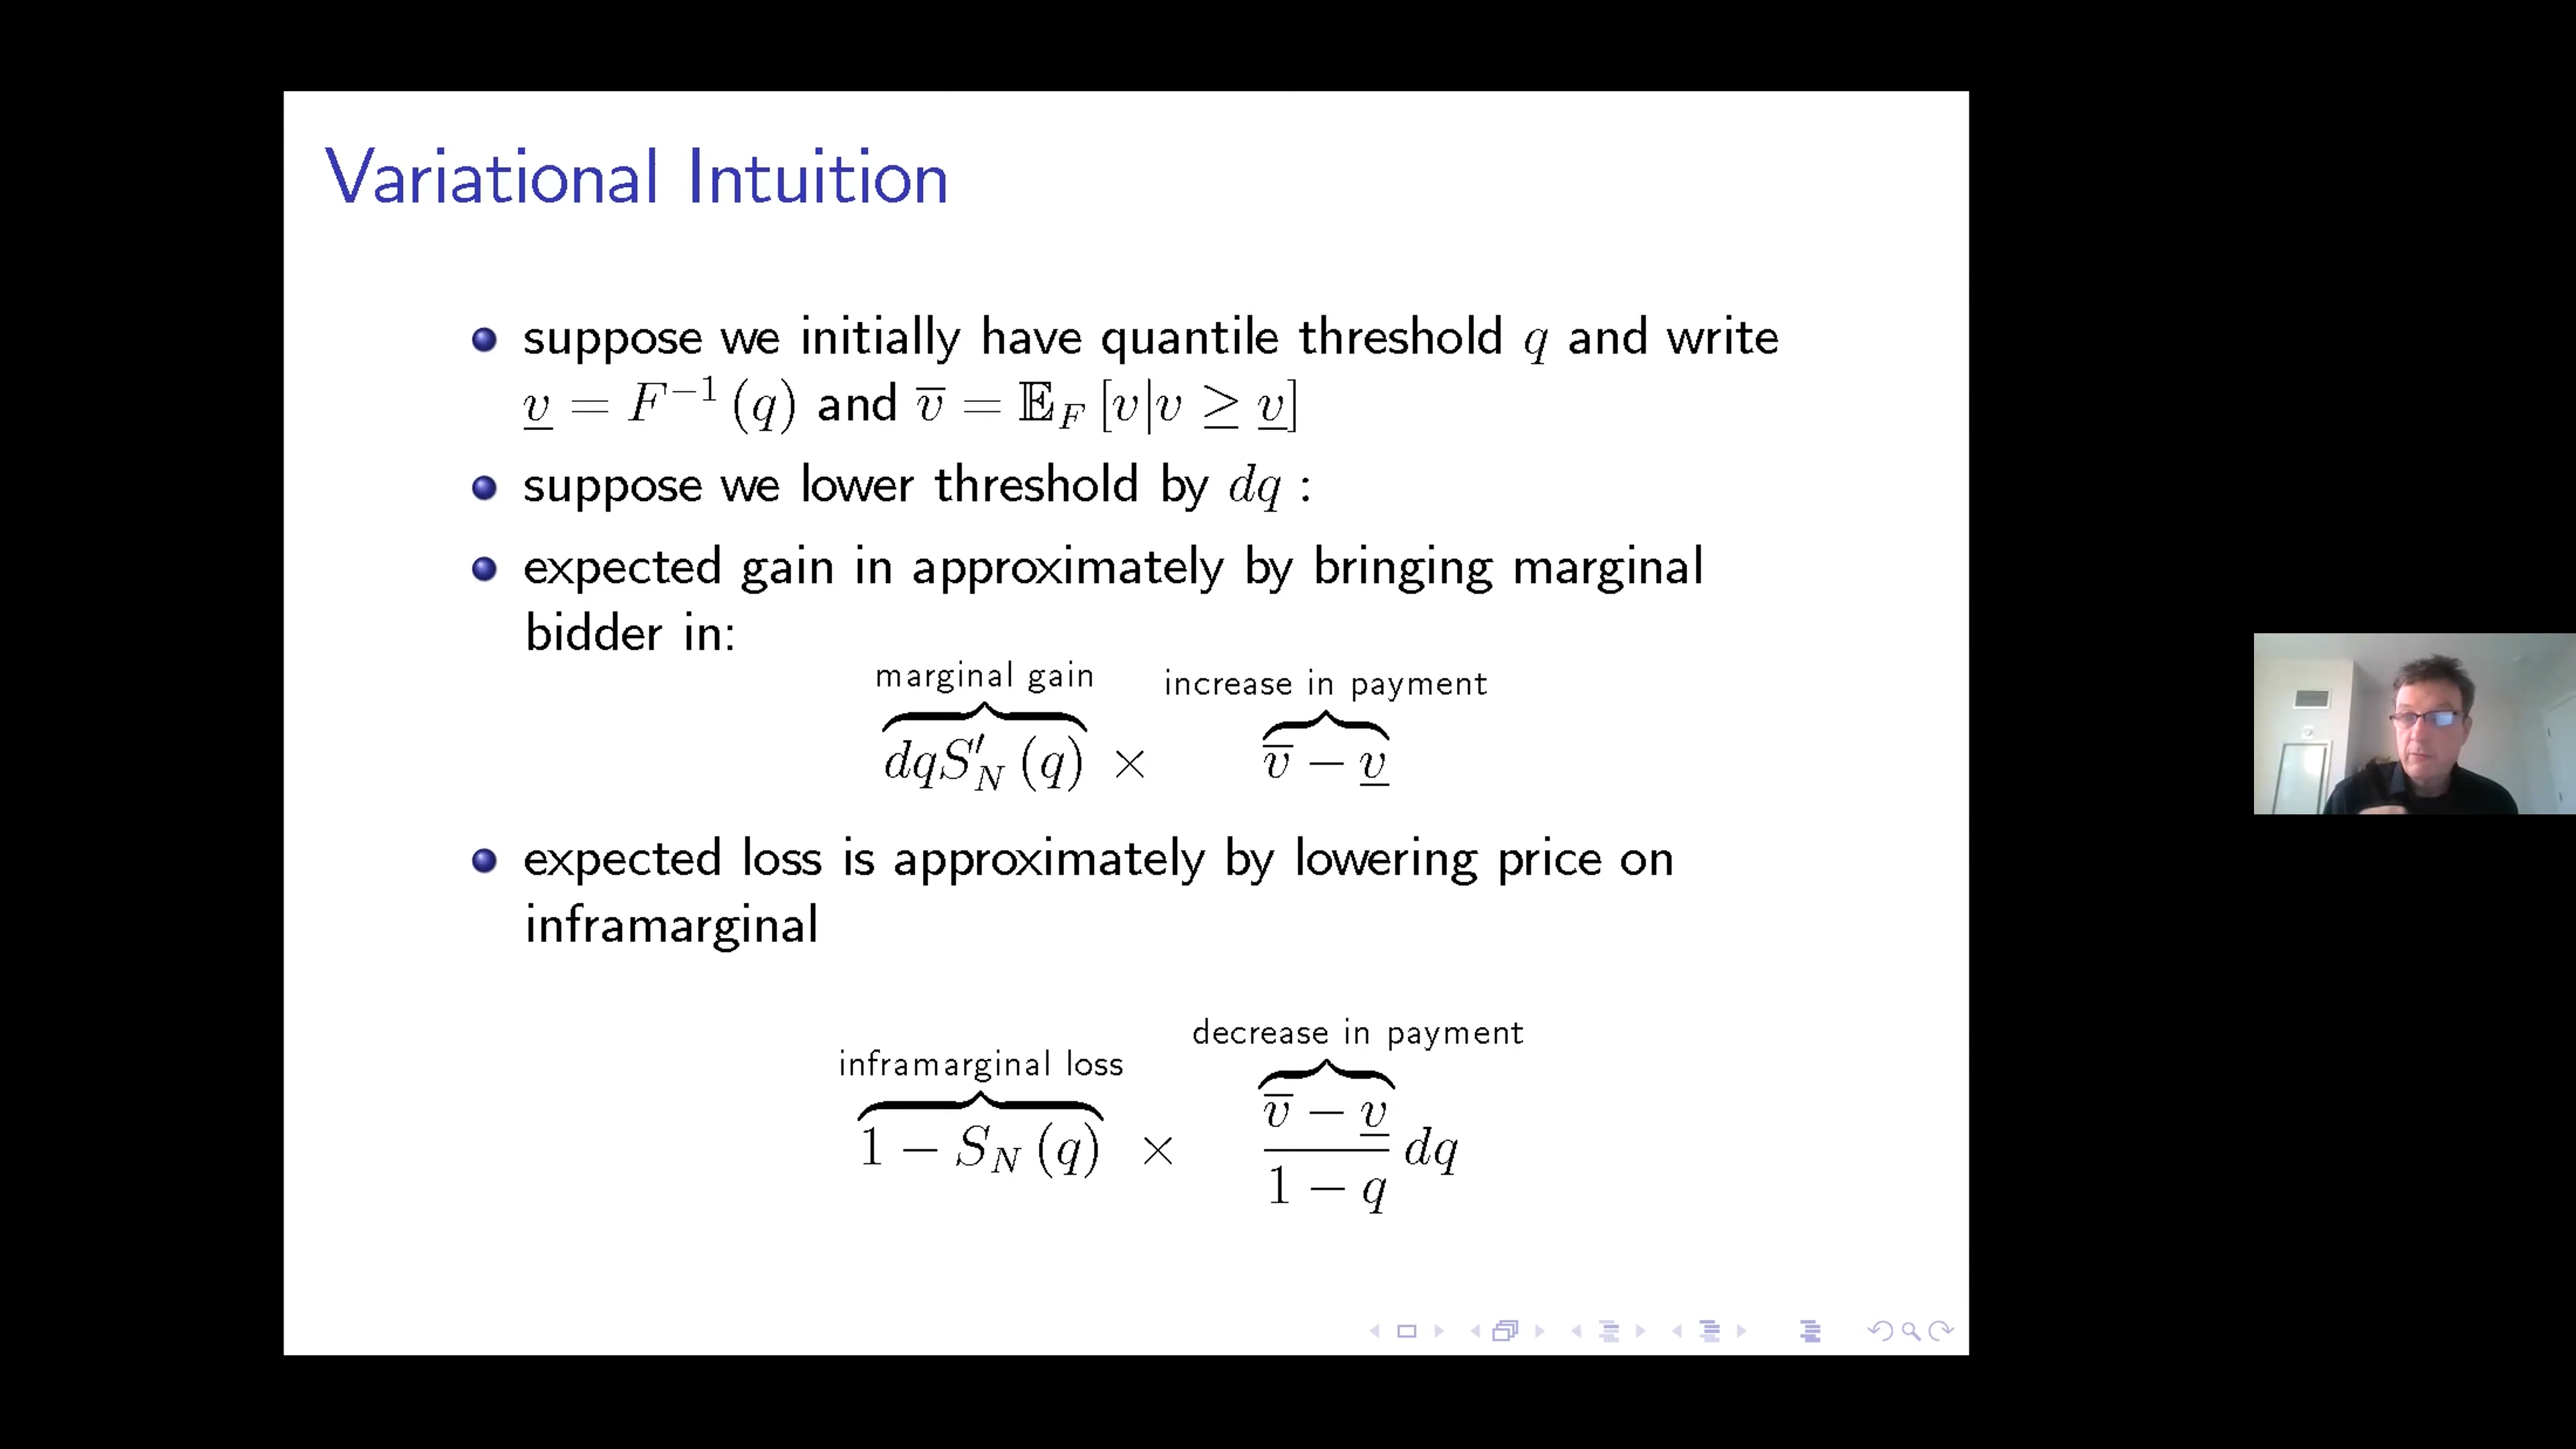 Variational Intuition
suppose we initially have quantile threshold q and write
v̲ = F⁻¹ (q) and v̅ = 𝔼_F [v|v ≥ v̲]
suppose we lower threshold by dq :
expected gain in approximately by bringing marginal
bidder in:
marginal gain increase in payment
dqS′_N (q) × v̅ − v̲
expected loss is approximately by lowering price on
inframarginal
inframarginal loss decrease in payment
1 − S_N (q) × (v̅ − v̲)/(1 − q) dq